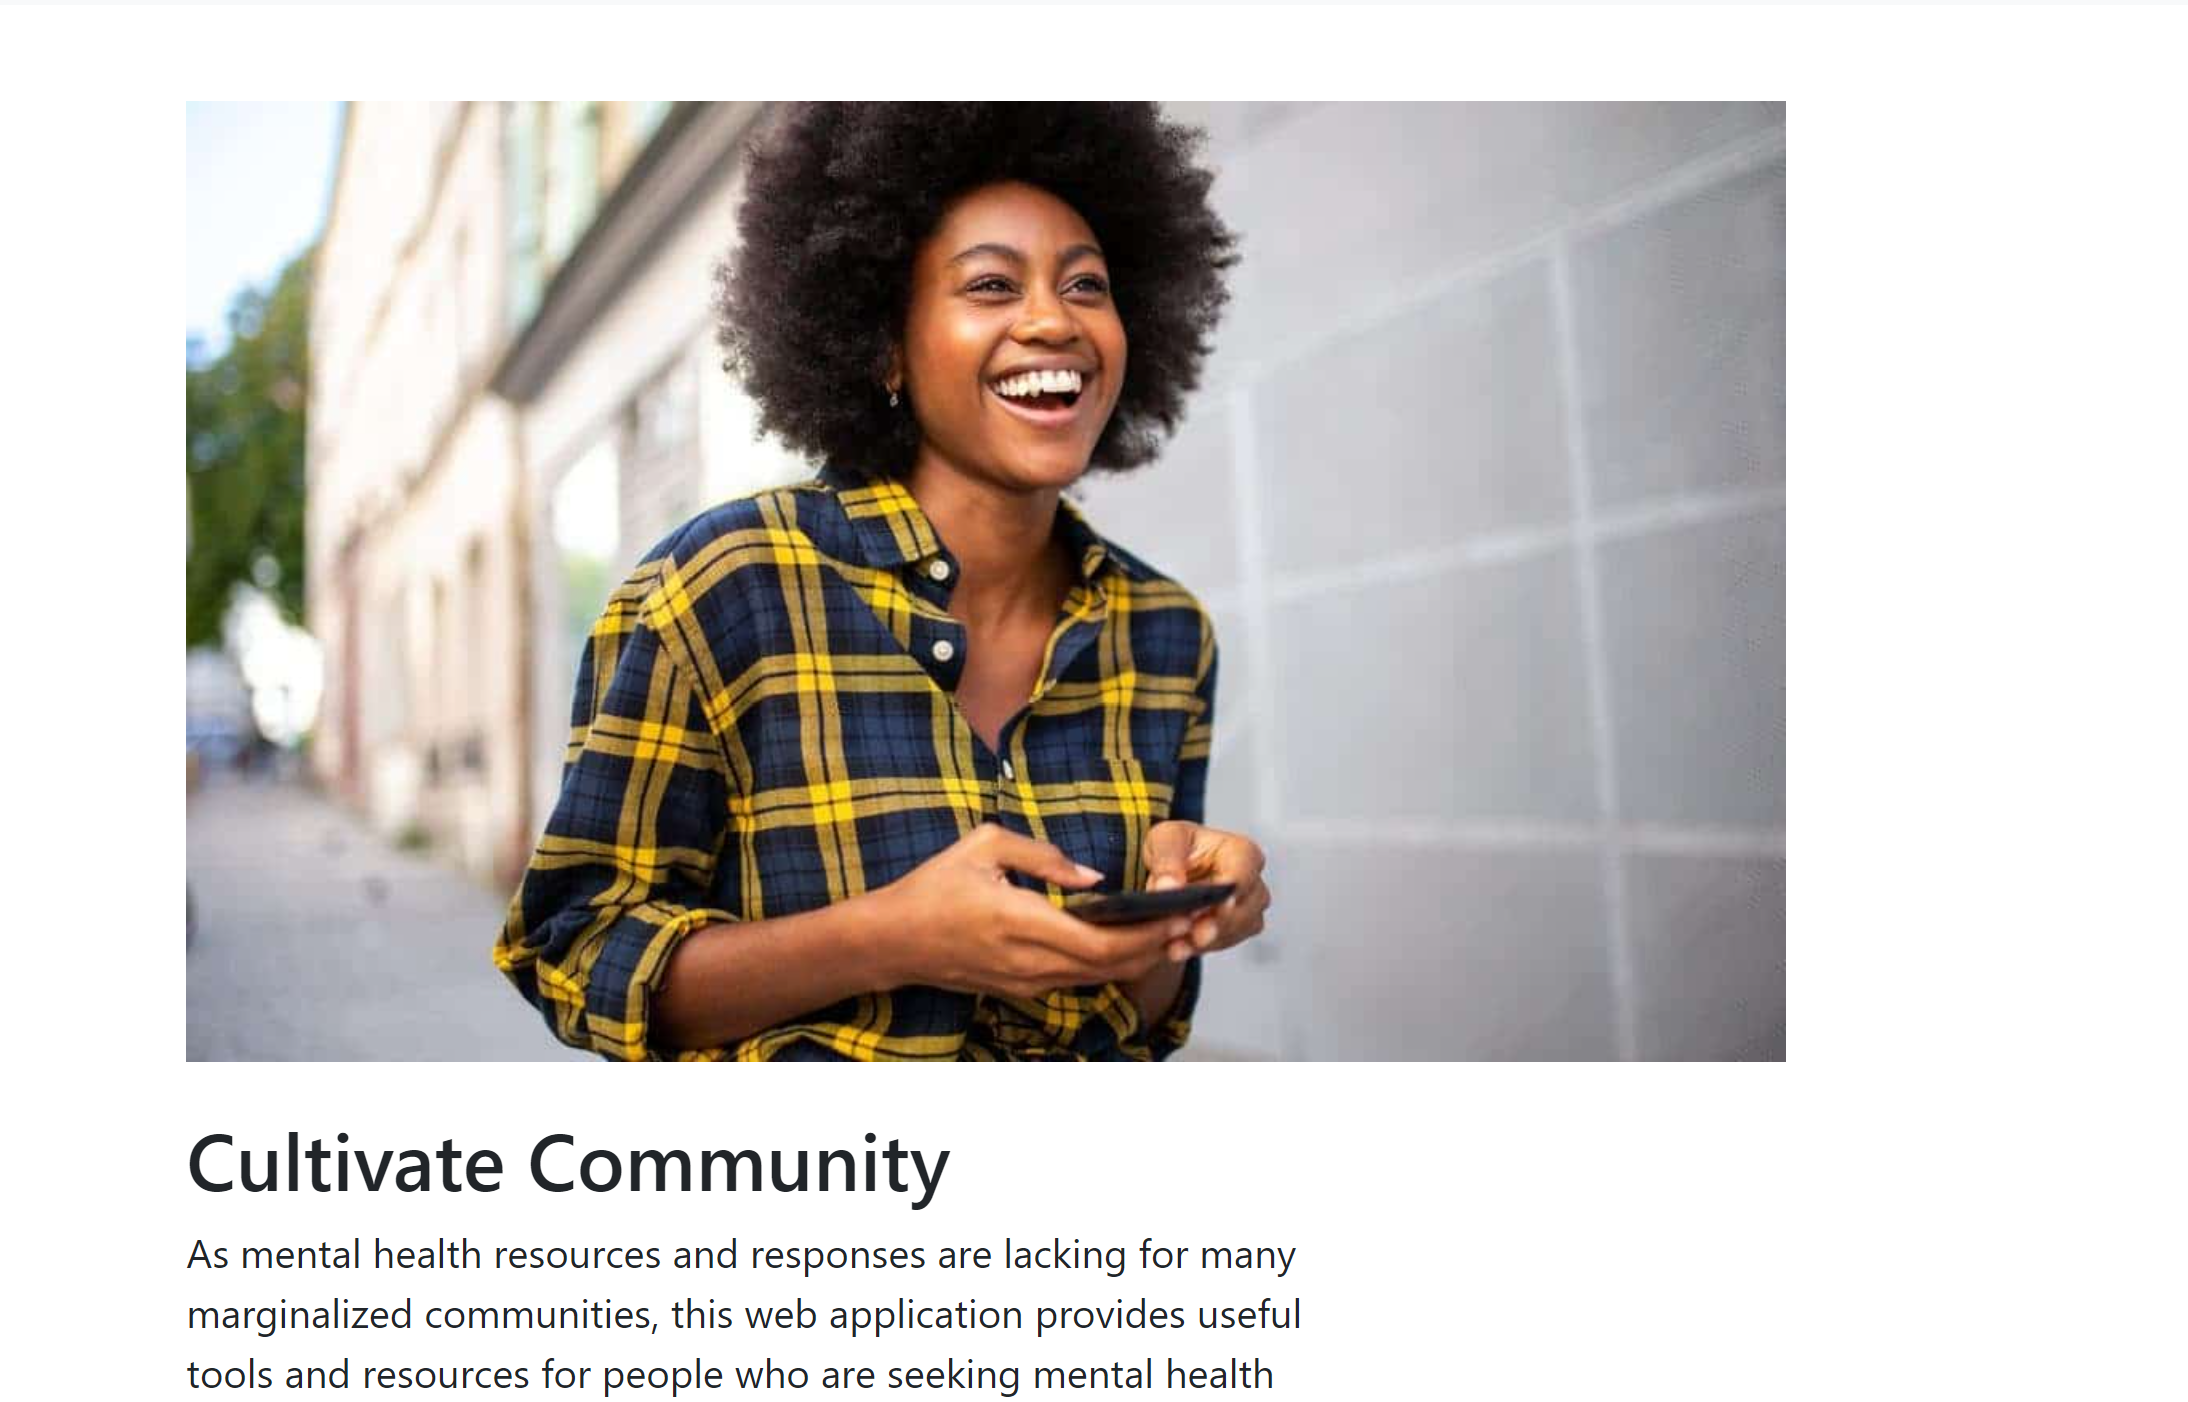 Cultivate Community
As mental health resources and responses are lacking for many
marginalized communities, this web application provides useful
tools and resources for people who are seeking mental health